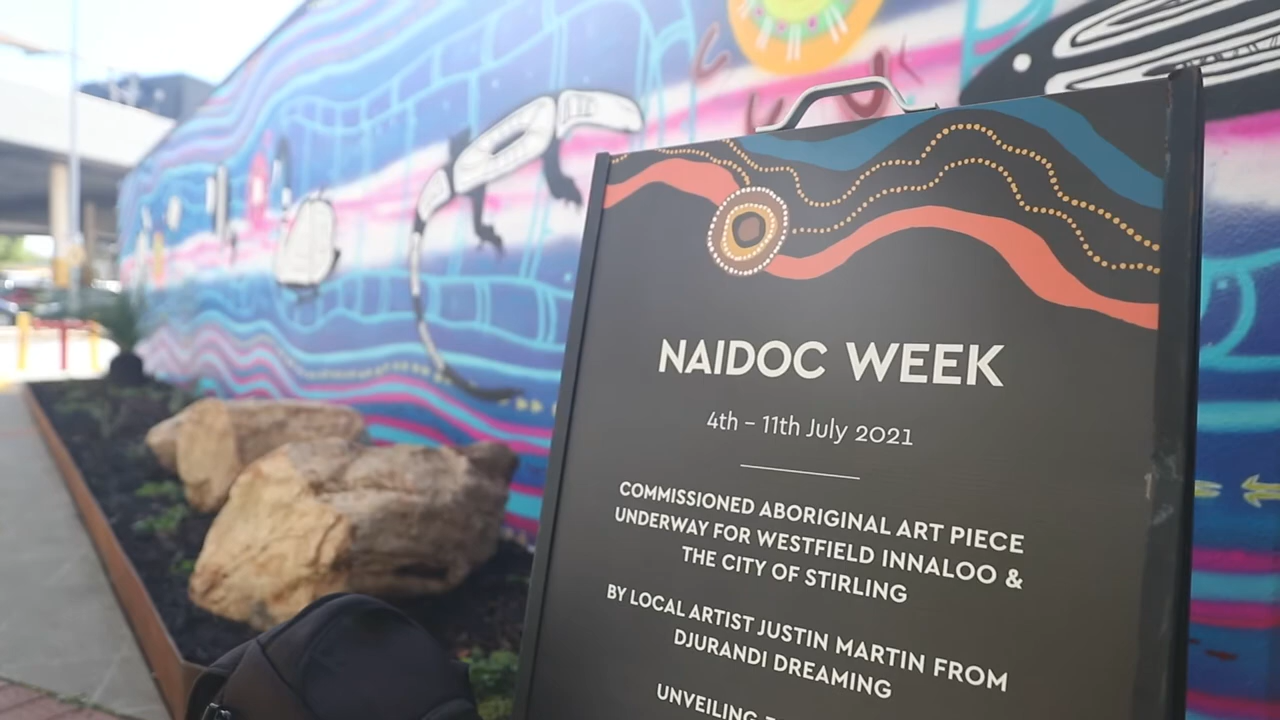 NAIDOC WEEK
4th – 11th July 2021
COMMISSIONED ABORIGINAL ART PIECE
UNDERWAY FOR WESTFIELD INNALOO &
THE CITY OF STIRLING
BY LOCAL ARTIST JUSTIN MARTIN FROM
DJURANDI DREAMING
UNVEILING